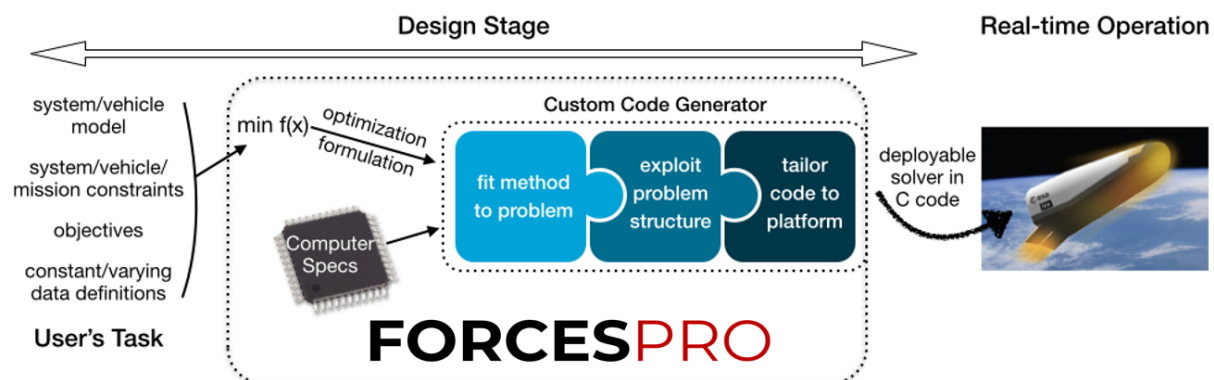 Design Stage
Real-time Operation
system/vehicle
model
system/vehicle/
mission constraints
objectives
constant/varying
data definitions
User's Task
min f(x)
optimization
formulation
Computer
Specs
Custom Code Generator
fit method
to problem
exploit
problem
structure
tailor
code to
platform
deployable
solver in
C code
FORCESPRO